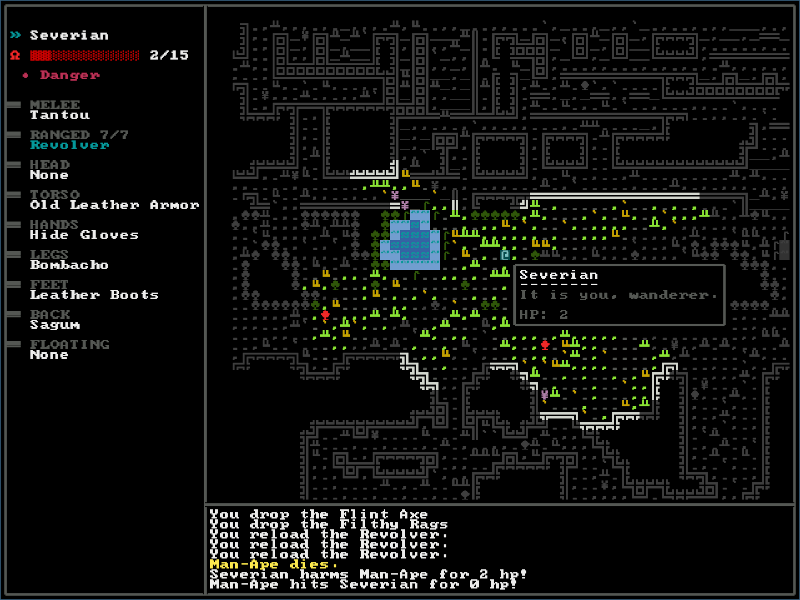 » Severian
2/15
• Danger
MELEE
Tantou
RANGED 7/7
Revolver
HEAD
None
TORSO
Old Leather Armor
HANDS
Hide Gloves
LEGS
Bombacho
FEET
Leather Boots
BACK
Sagum
FLOATING
None
Severian
It is you, wanderer.
HP: 2
You drop the Flint Axe
You drop the Filthy Rags
You reload the Revolver.
You reload the Revolver.
You reload the Revolver.
Man-Ape dies.
Severian harms Man-Ape for 2 hp!
Man-Ape hits Severian for 0 hp!